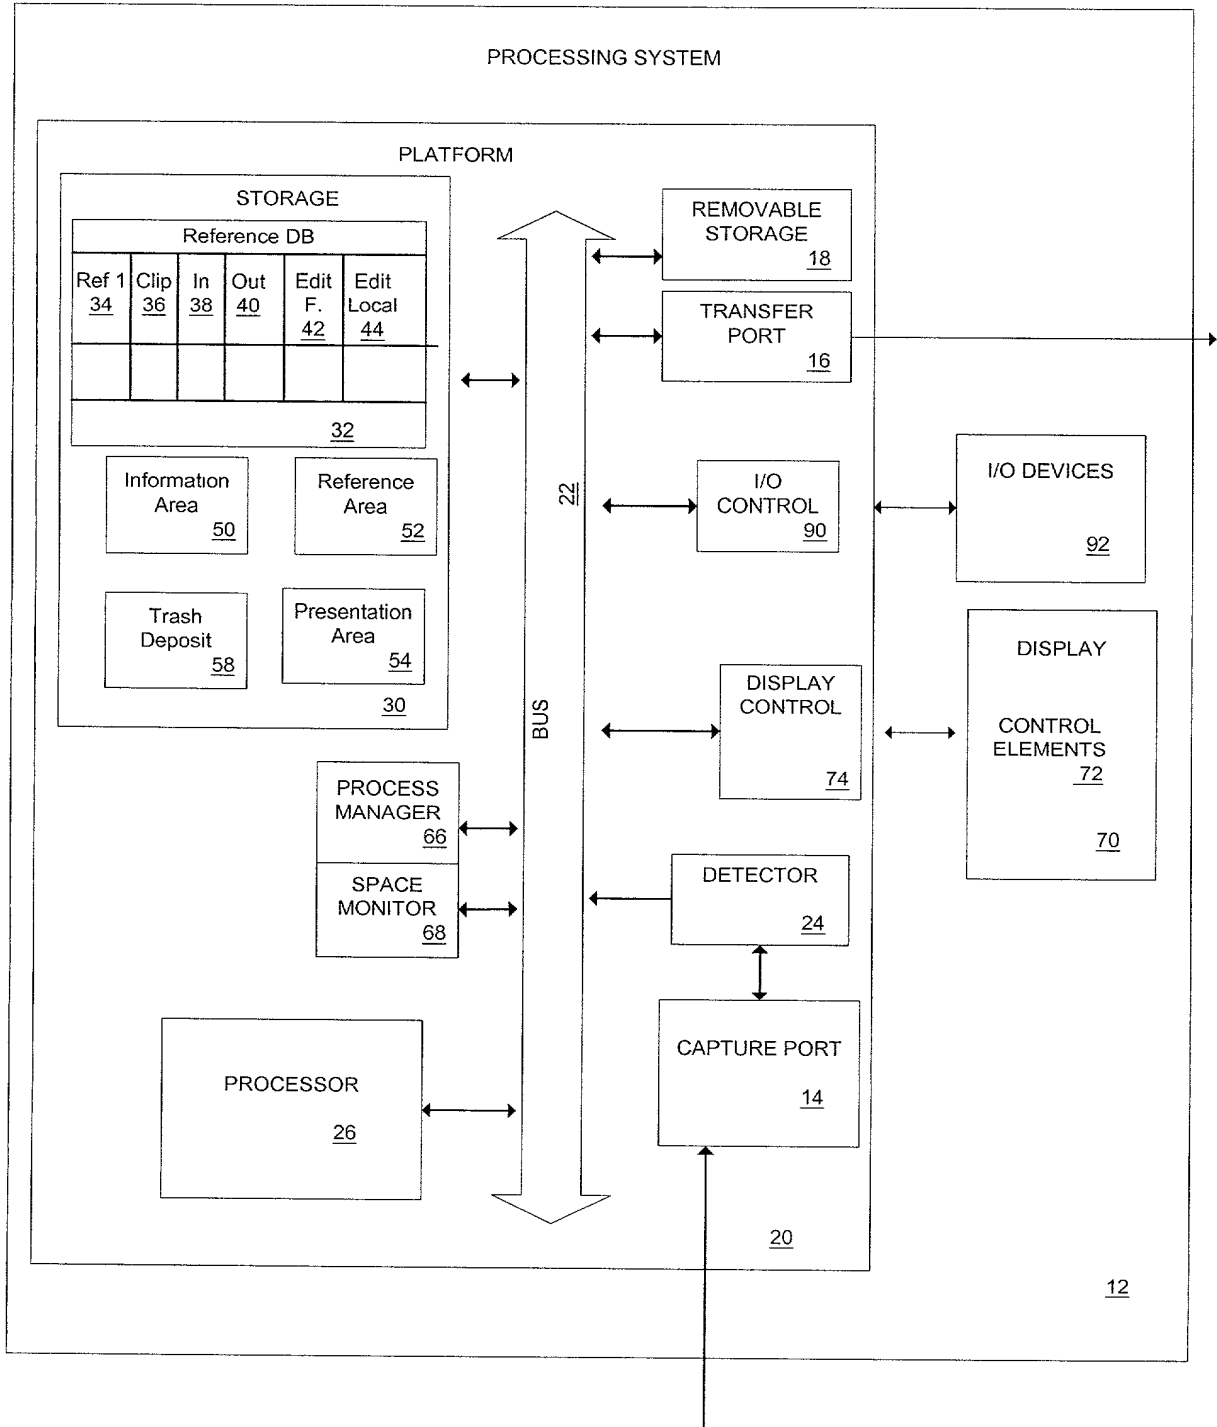 PROCESSING SYSTEM
PLATFORM
STORAGE
Reference DB
Ref 1
34
Clip
36
In
38
Out
40
Edit
F.
42
Edit
Local
44
32
Information
Area
50
Reference
Area
52
Trash
Deposit
58
Presentation
Area
54
30
PROCESS
MANAGER
66
SPACE
MONITOR
68
PROCESSOR
26
22
BUS
REMOVABLE
STORAGE
18
TRANSFER
PORT
16
I/O
CONTROL
90
DISPLAY
CONTROL
74
DETECTOR
24
CAPTURE PORT
14
20
I/O DEVICES
92
DISPLAY
CONTROL
ELEMENTS
72
70
12